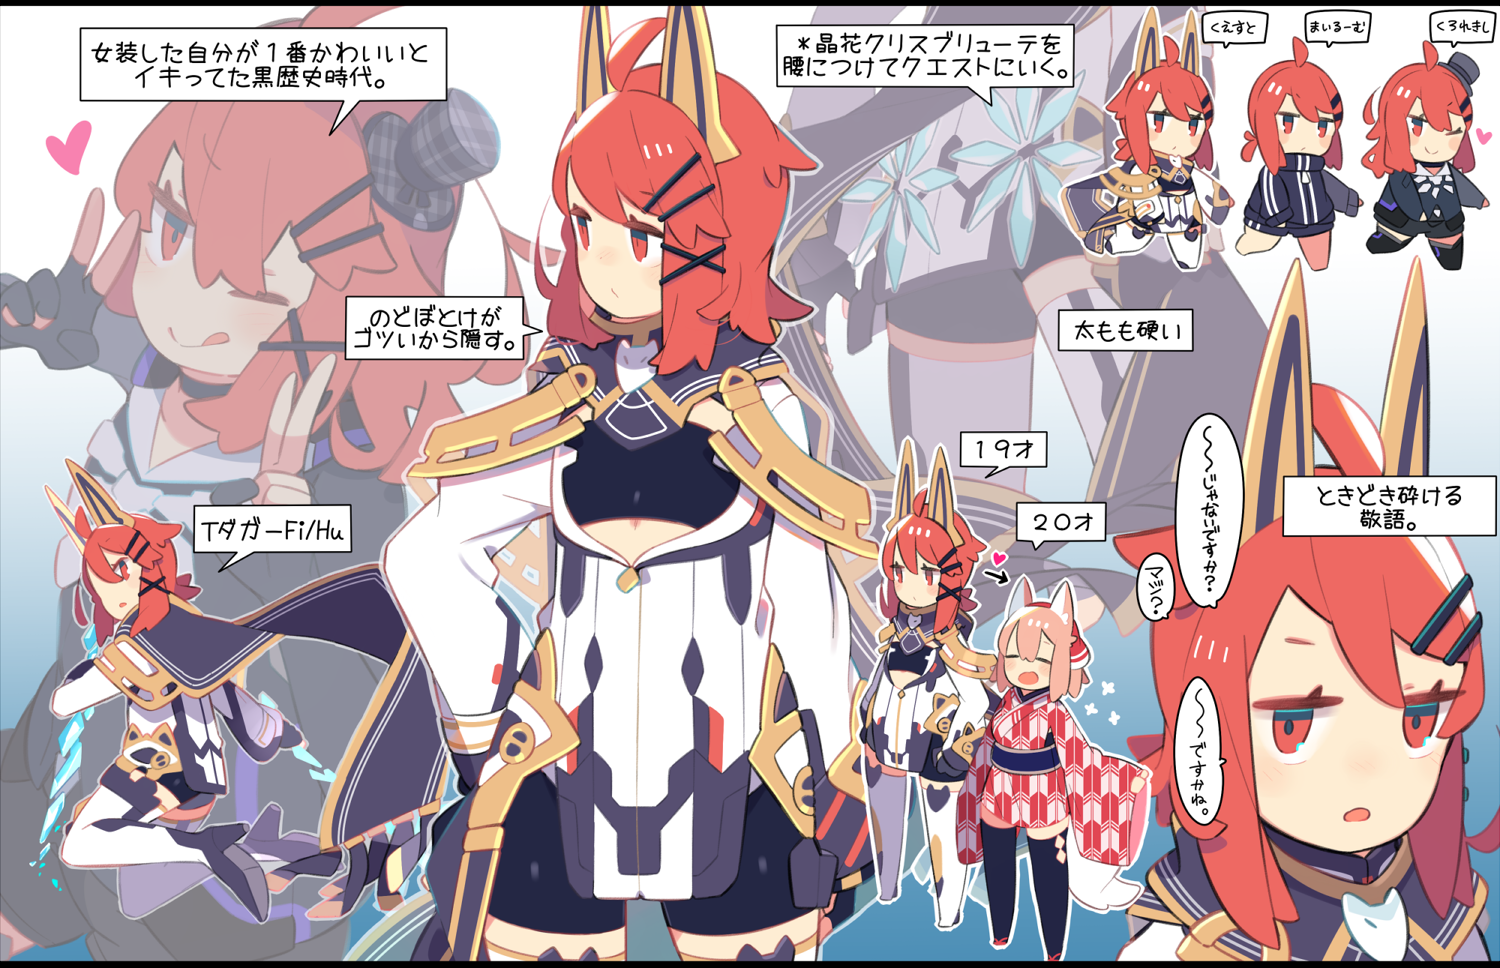 女装した自分が1番かわいいと
イキってた黒歴史時代。
*晶花クリスブリューテを
腰につけてクエストにいく。
くえすと
まいるーむ
くろれきし
のどぼとけが
ゴツいから隠す。
太もも硬い
19才
20才
TダガーFi/Hu
ときどき砕ける
敬語。
〜〜じゃないですか?
マジ?
〜〜ですかね。